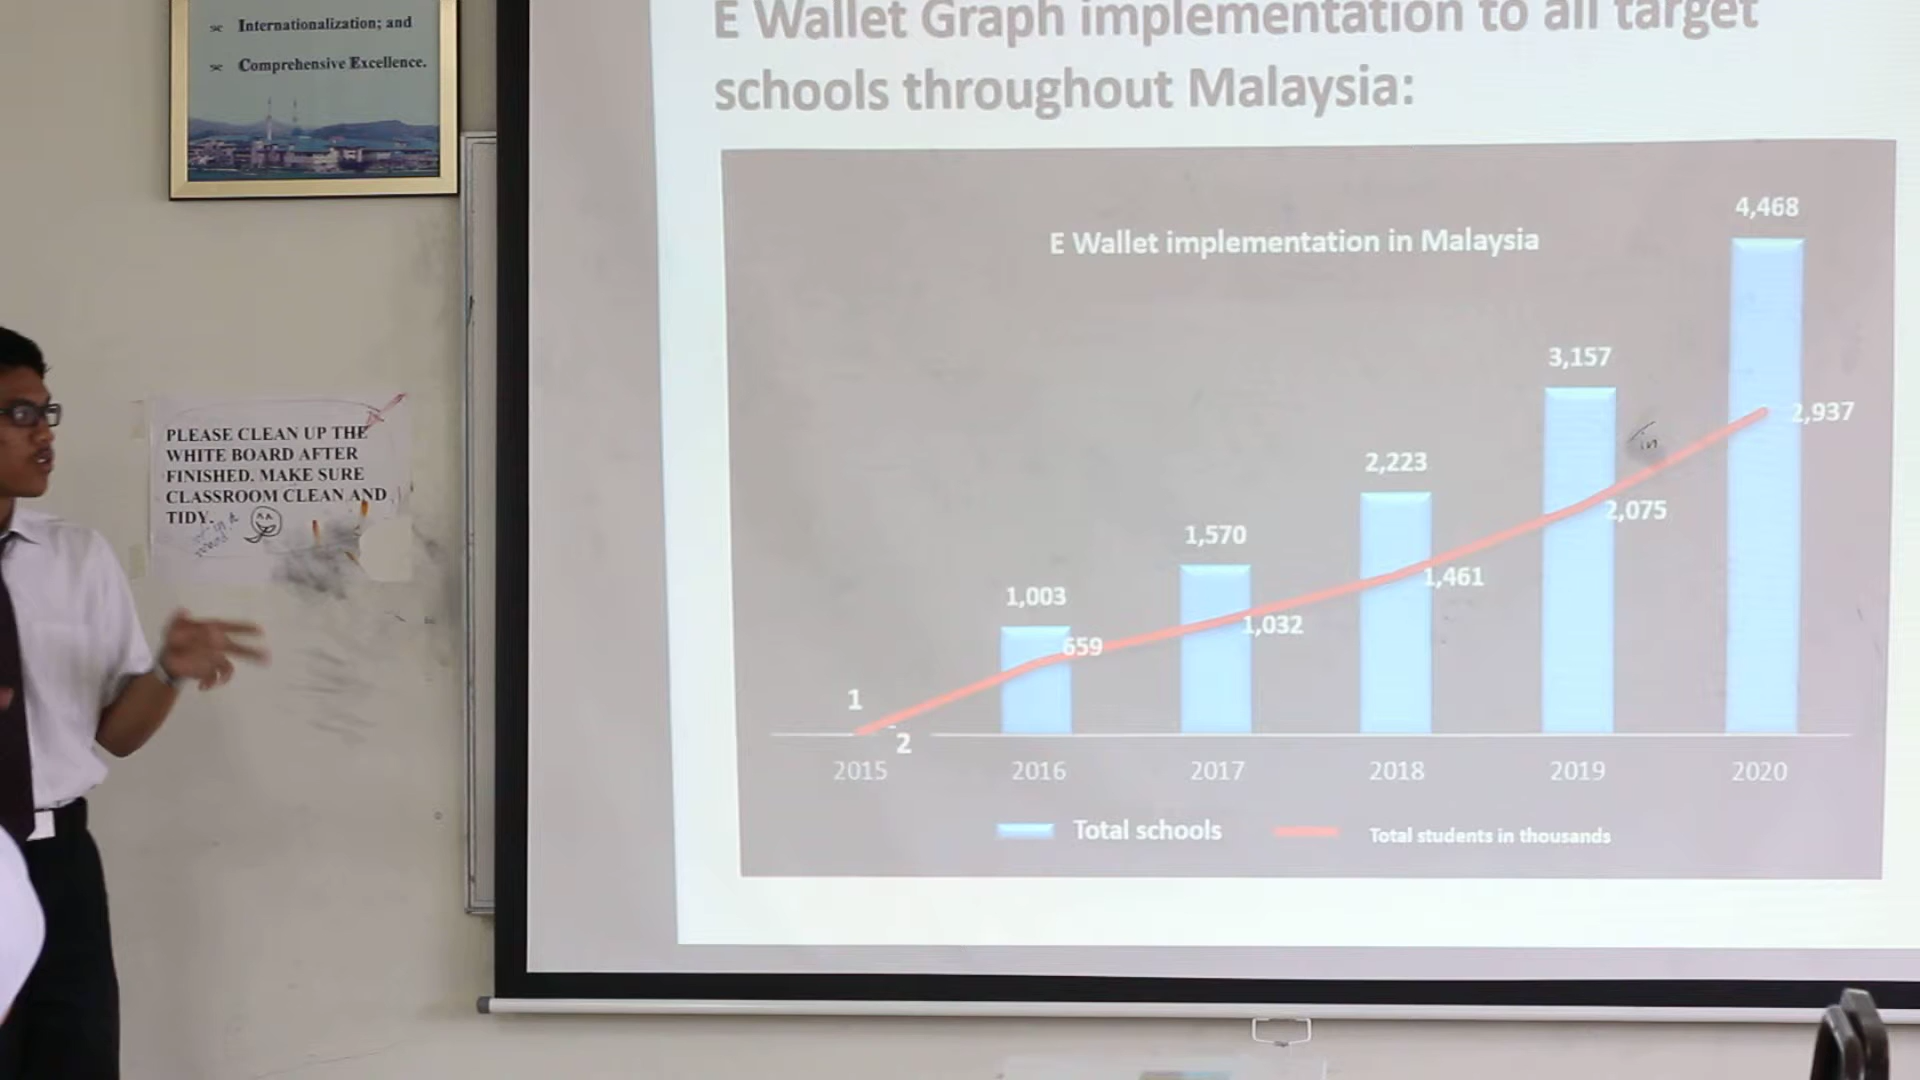 Internationalization; and
Comprehensive Excellence.
E Wallet Graph implementation to all target
schools throughout Malaysia:
PLEASE CLEAN UP THE
WHITE BOARD AFTER
FINISHED. MAKE SURE
CLASSROOM CLEAN AND
TIDY.
E Wallet implementation in Malaysia
4,468
3,157
2,937
in
2,223
2,075
1,570
1,461
1,003
1,032
659
1
2
2015 2016 2017 2018 2019 2020
Total schools Total students in thousands